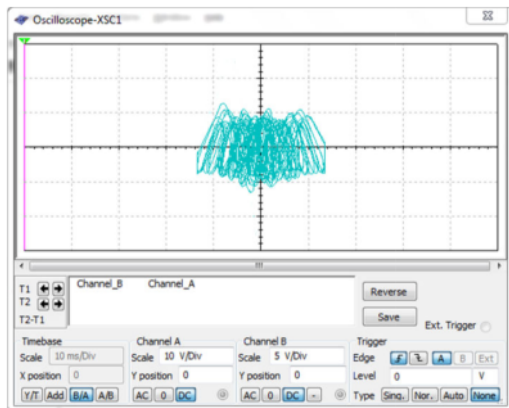 Oscilloscope-XSC1
T1
T2
T2-T1
Channel_B Channel_A
Reverse
Save
Ext. Trigger
Timebase
Scale 10 ms/Div
X position 0
Y/T Add B/A A/B
Channel A
Scale 10 V/Div
Y position 0
AC 0 DC
Channel B
Scale 5 V/Div
Y position 0
AC 0 DC -
Trigger
Edge A B Ext
Level 0 V
Type Sing. Nor. Auto None